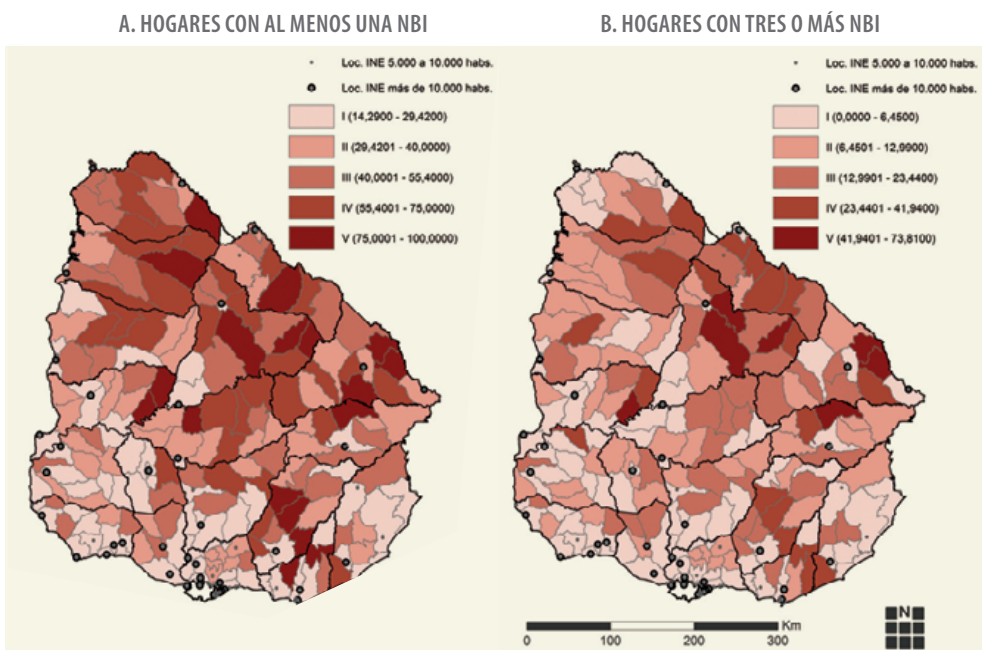 A. HOGARES CON AL MENOS UNA NBI
Loc. INE 5.000 a 10.000 habs.
Loc. INE más de 10.000 habs.
I (14,2900 - 29,4200)
II (29,4201 - 40,0000)
III (40,0001 - 55,4000)
IV (55,4001 - 75,0000)
V (75,0001 - 100,0000)
B. HOGARES CON TRES O MÁS NBI
Loc. INE 5.000 a 10.000 habs.
Loc. INE más de 10.000 habs.
I (0,0000 - 6,4500)
II (6,4501 - 12,9900)
III (12,9901 - 23,4400)
IV (23,4401 - 41,9400)
V (41,9401 - 73,8100)
Km
0 100 200 300
N